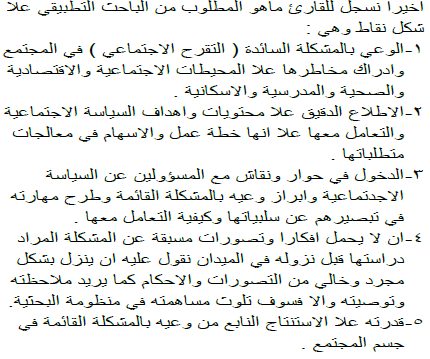 اخيرا نسجل للقارئ ماهو المطلوب من الباحث التطبيقي علا
شكل نقاط وهي :
١-الوعي بالمشكلة السائدة ( التقرح الاجتماعي ) في المجتمع
وادراك مخاطرها علا المحيطات الاجتماعية والاقتصادية
والصحية والمدرسية والاسكانية .
٢-الاطلاع الدقيق علا محتويات واهداف السياسة الاجتماعية
والتعامل معها علا انها خطة عمل والاسهام في معالجات
متطلباتها .
٣-الدخول في حوار ونقاش مع المسؤولين عن السياسة
الاجدتماعية وابراز وعيه بالمشكلة القائمة وطرح مهارته
في تبصيرهم عن سلبياتها وكيفية التعامل معها .
٤-ان لا يحمل افكارا وتصورات مسبقة عن المشكلة المراد
دراستها قبل نزوله في الميدان نقول عليه ان ينزل بشكل
مجرد وخالي من التصورات والاحكام كما يريد ملاحظته
وتوصيته والا فسوف تلوث مساهمته في منظومة البحثية.
٥-قدرته علا الاستنتاج النابع من وعيه بالمشكلة القائمة في
جسم المجتمع .